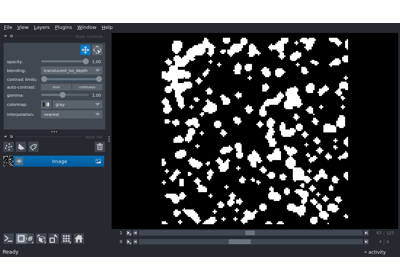 File View Layers Plugins Window Help
opacity: 1.00
blending: translucent_no_depth
contrast limits:
auto-contrast: once continuous
gamma: 1.00
colormap: gray
interpolation: nearest
Image
1
0
Ready
activity